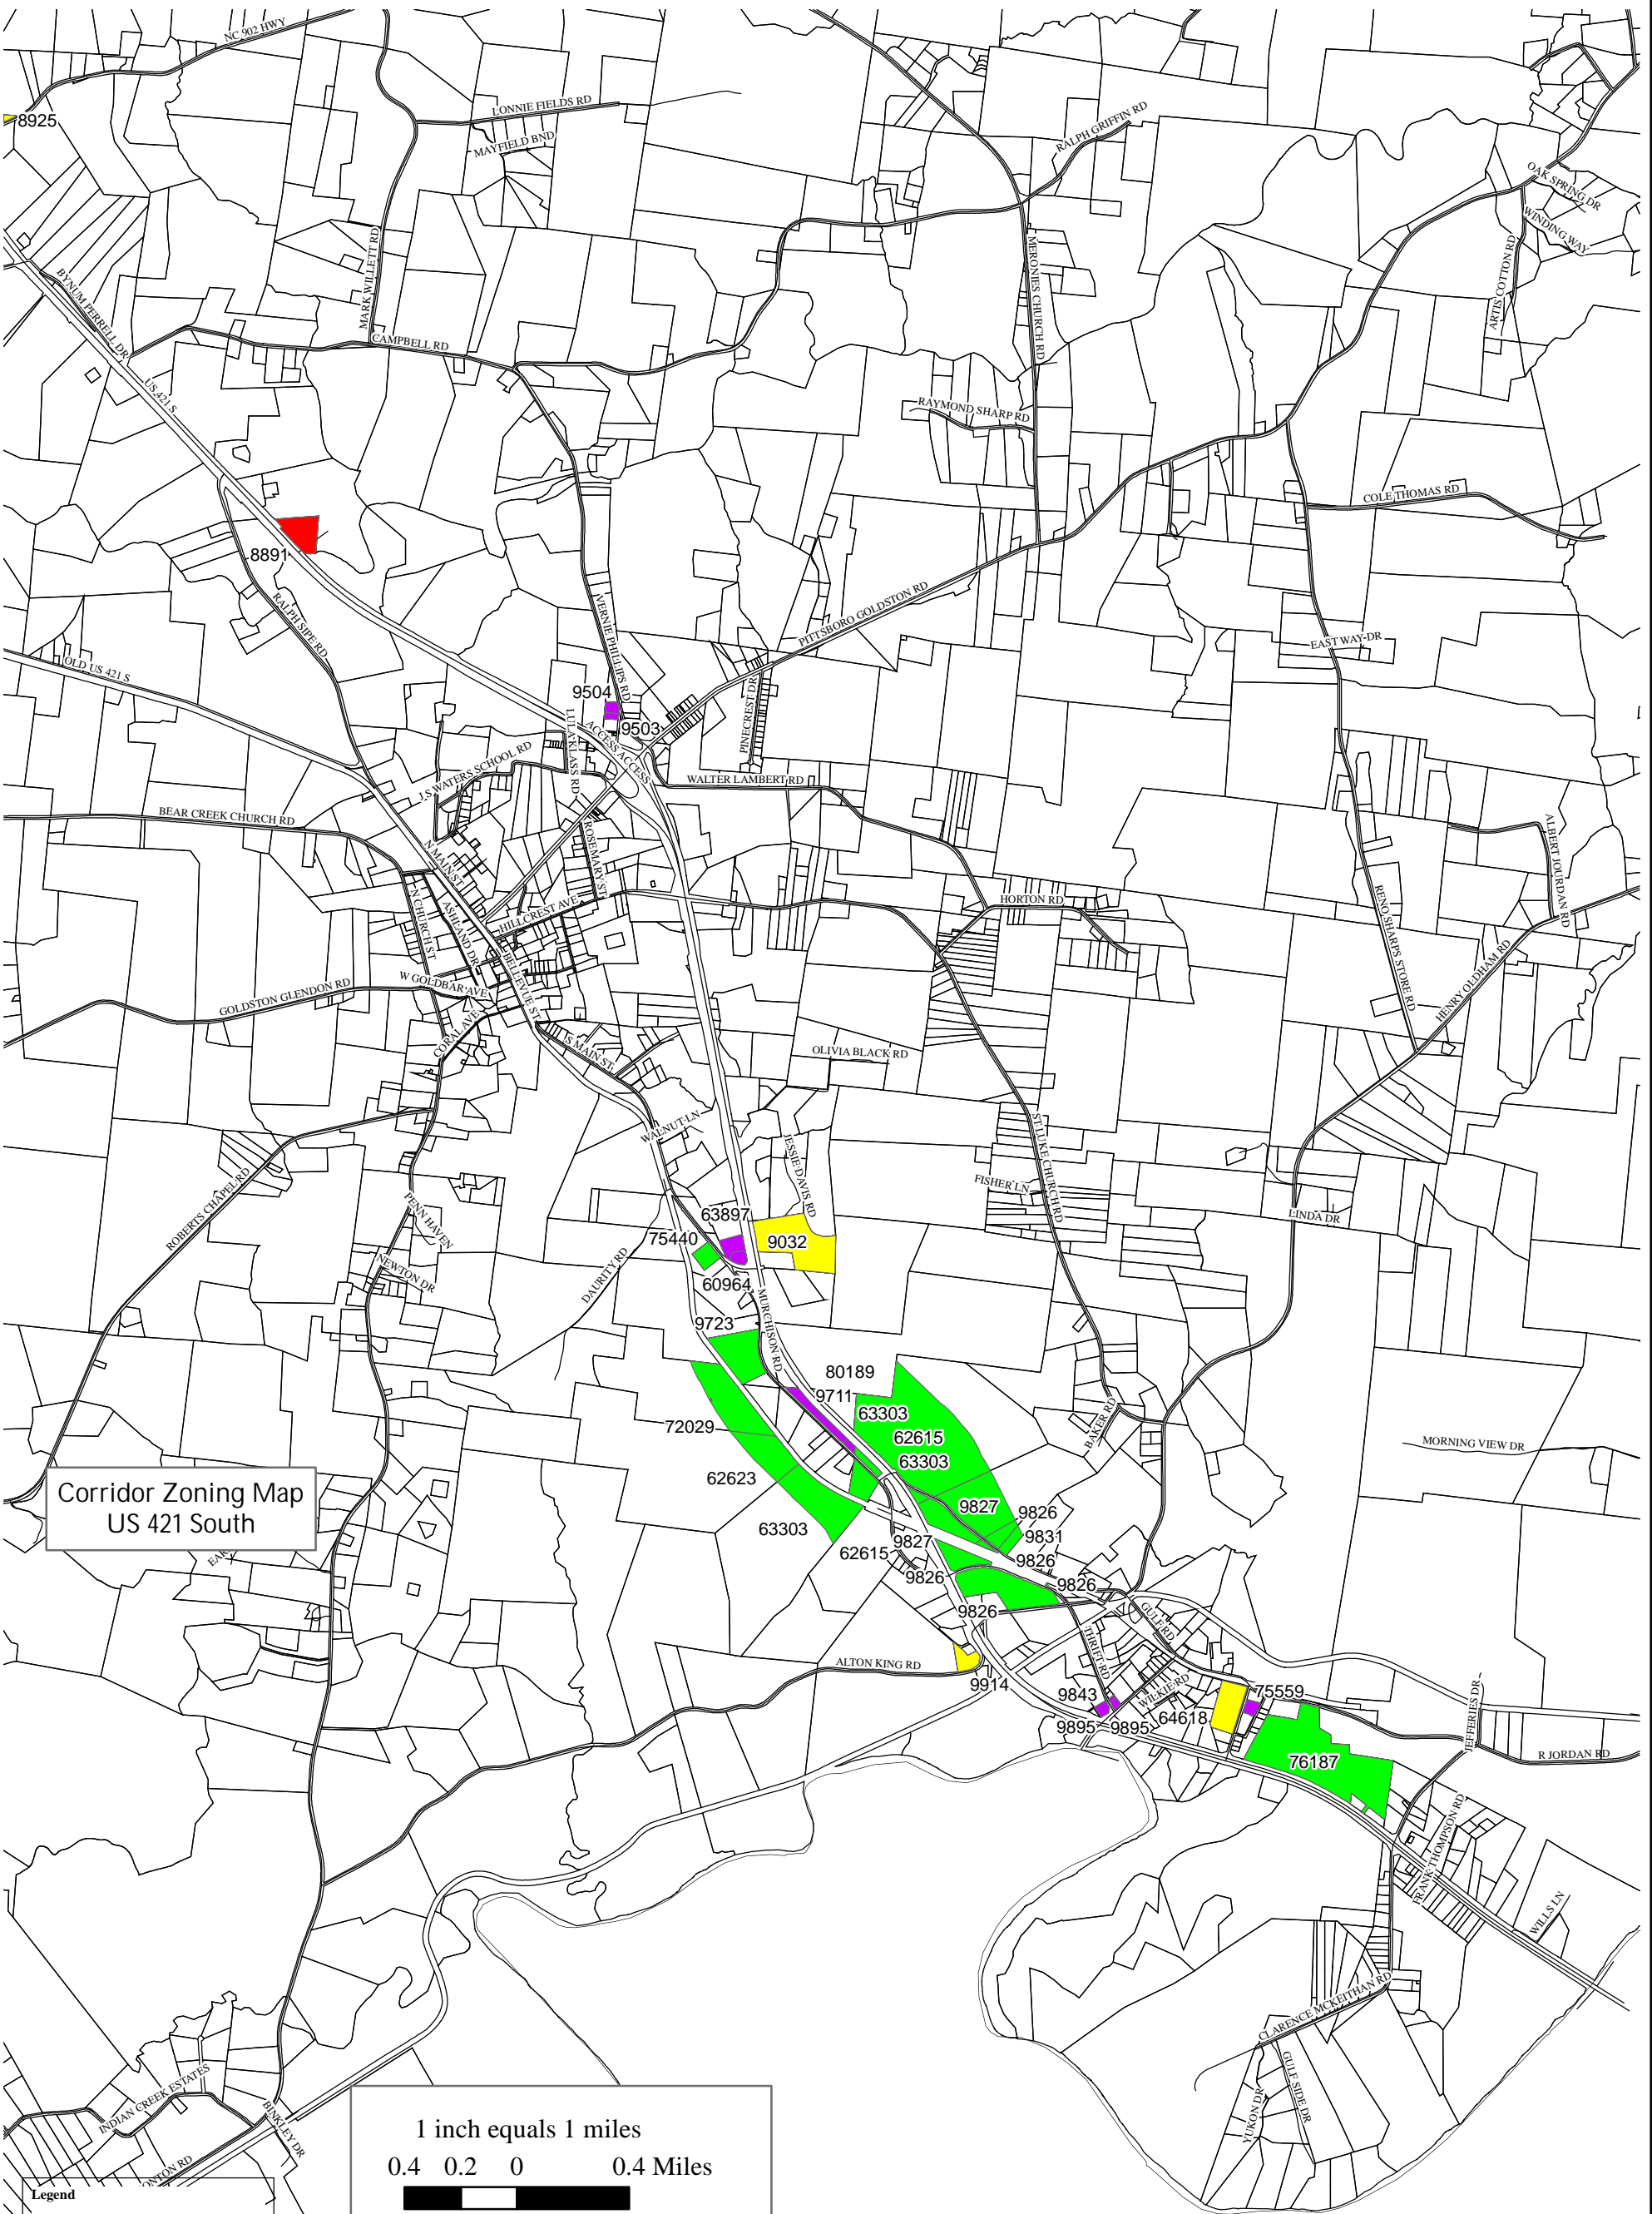 NC 902 HWY
8925
LONNIE FIELDS RD
MAYFIELD BND
RALPH GRIFFIN RD
OAK SPRING DR
WINDING WAY
ARTIS COTTON RD
MARK WILLETT RD
MERONIES CHURCH RD
BYNUM PERRELL DR
CAMPBELL RD
US 421 S
RAYMOND SHARP RD
COLE THOMAS RD
8891
RALPH SIPE RD
VERNIE PHILLIPS RD
PITTSBORO GOLDSTON RD
EAST WAY DR
OLD US 421 S
9504
9503
PINECREST DR
LULA KLASS RD
ACCESS ACCESS
J.S WATERS SCHOOL RD
WALTER LAMBERT RD
BEAR CREEK CHURCH RD
N MAIN ST
ROSEMARY ST
ALBERT JOURDAN RD
N CHURCH ST
ASHLAND DR
HILLCREST AVE
HORTON RD
RENO SHARPS STORE RD
BELLEVUE ST
W GOLDBAR AVE
GOLDSTON GLENDON RD
HENRY OLDHAM RD
CORAL AVE
S MAIN ST
OLIVIA BLACK RD
WALNUT LN
JESSIE DAVIS RD
ST LUKE CHURCH RD
ROBERTS CHAPEL RD
FISHER LN
PENN HAVEN
63897
LINDA DR
75440
9032
NEWTON DR
DAURITY RD
60964
MURCHISON RD
9723
80189
9711
63303
72029
62615
BAKER RD
63303
MORNING VIEW DR
62623
Corridor Zoning Map
US 421 South
9827
9826
63303
9831
9827
62615
9826
9826
9826
9826
GULF RD
THRIFT RD
ALTON KING RD
9914
9843
WILKIE RD
75559
64618
9895
9895
JEFFERIES DR
R JORDAN RD
76187
FRANK THOMPSON RD
WILLS LN
CLARENCE MCKEITHAN RD
GULF SIDE DR
YUKON DR
INDIAN CREEK ESTATES
BINKLEY DR
1 inch equals 1 miles
0.4 0.2 0 0.4 Miles
Legend